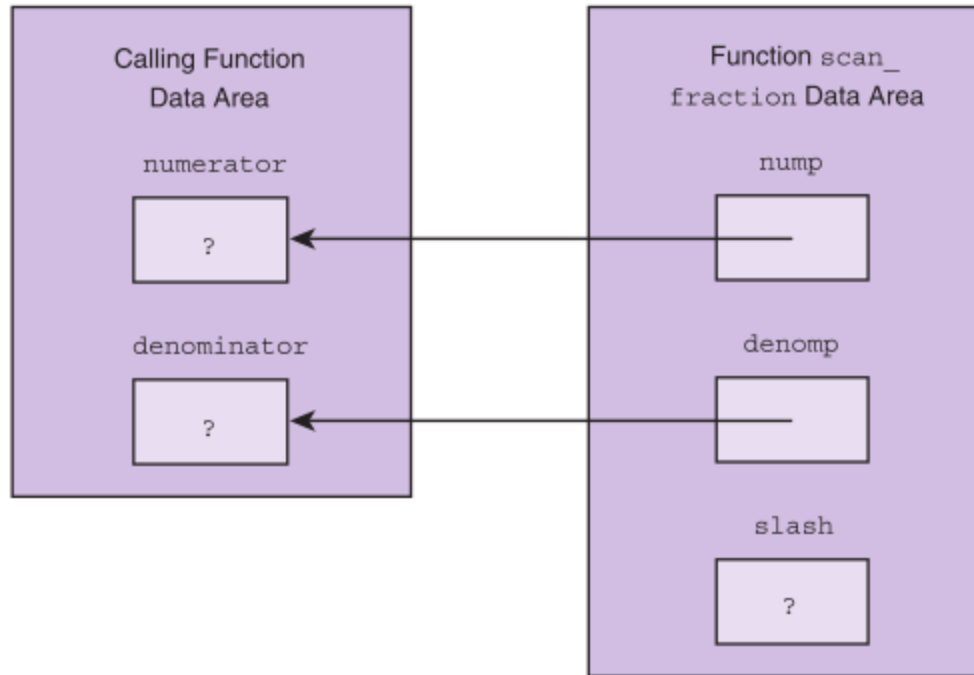 Calling Function
Data Area
numerator
?
denominator
?
Function scan_
fraction Data Area
nump
denomp
slash
?